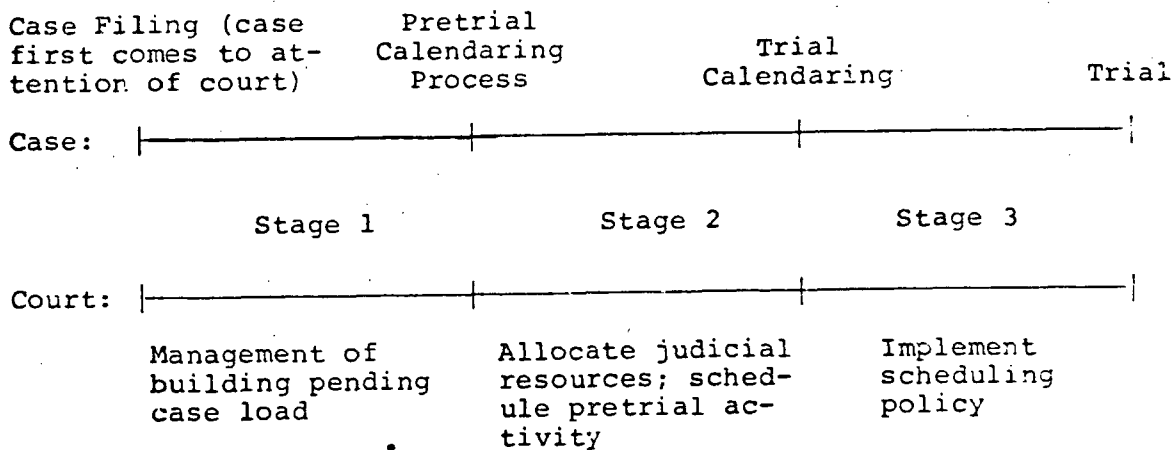 Case Filing (case
first comes to at-
tention of court)
Pretrial
Calendaring
Process
Trial
Calendaring
Trial
Case:
Stage 1
Stage 2
Stage 3
Court:
Management of
building pending
case load
Allocate judicial
resources; sched-
ule pretrial ac-
tivity
Implement
scheduling
policy